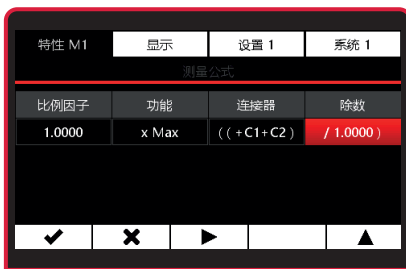 特性 M1 显示 设置 1 系统 1
测量公式
比例因子 功能 连接器 除数
1.0000 x Max ( ( +C1+C2 ) / 1.0000 )